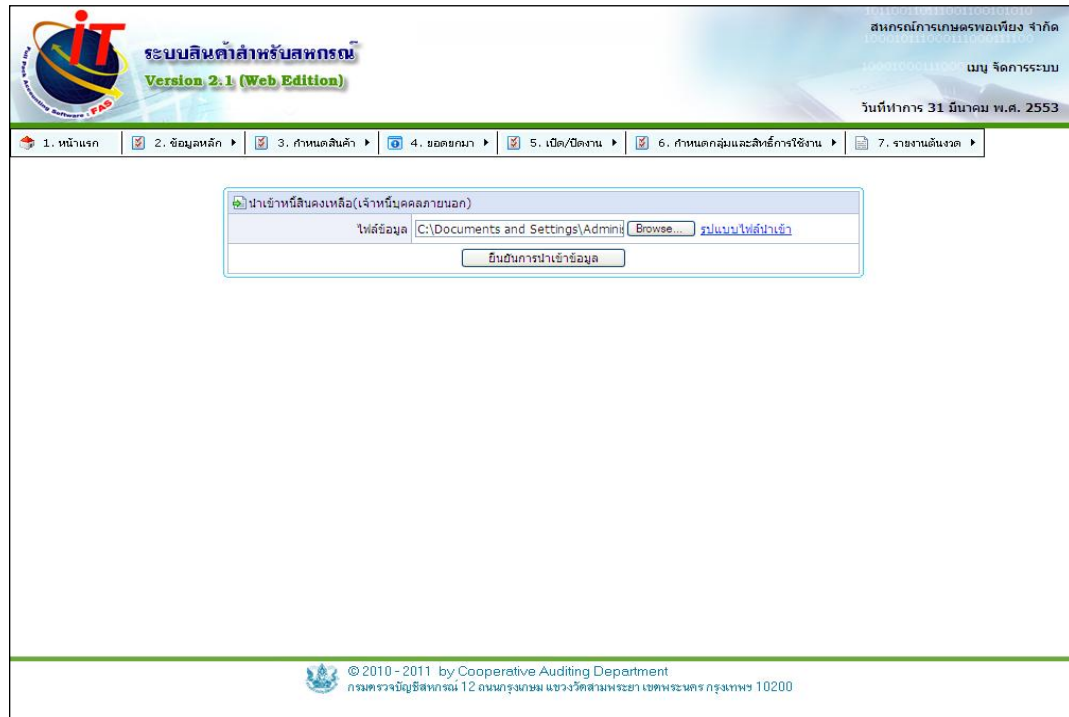 สหกรณ์การเกษตรพอเพียง จำกัด
iT
Full Pack Accounting Software : FAS
ระบบสินค้าสำหรับสหกรณ์
Version 2.1 (Web Edition)
เมนู จัดการระบบ
วันที่ทำการ 31 มีนาคม พ.ศ. 2553
1. หน้าแรก 2. ข้อมูลหลัก 3. กำหนดสินค้า 4. ยอดยกมา 5. เปิด/ปิดงาน 6. กำหนดกลุ่มและสิทธิ์การใช้งาน 7. รายงานต้นงวด
นำเข้าหนี้สินคงเหลือ(เจ้าหนี้บุคคลภายนอก)
ไฟล์ข้อมูล C:\Documents and Settings\Adminis Browse... รูปแบบไฟล์นำเข้า
ยืนยันการนำเข้าข้อมูล
© 2010 - 2011 by Cooperative Auditing Department
กรมตรวจบัญชีสหกรณ์ 12 ถนนกรุงเกษม แขวงวัดสามพระยา เขตพระนคร กรุงเทพฯ 10200